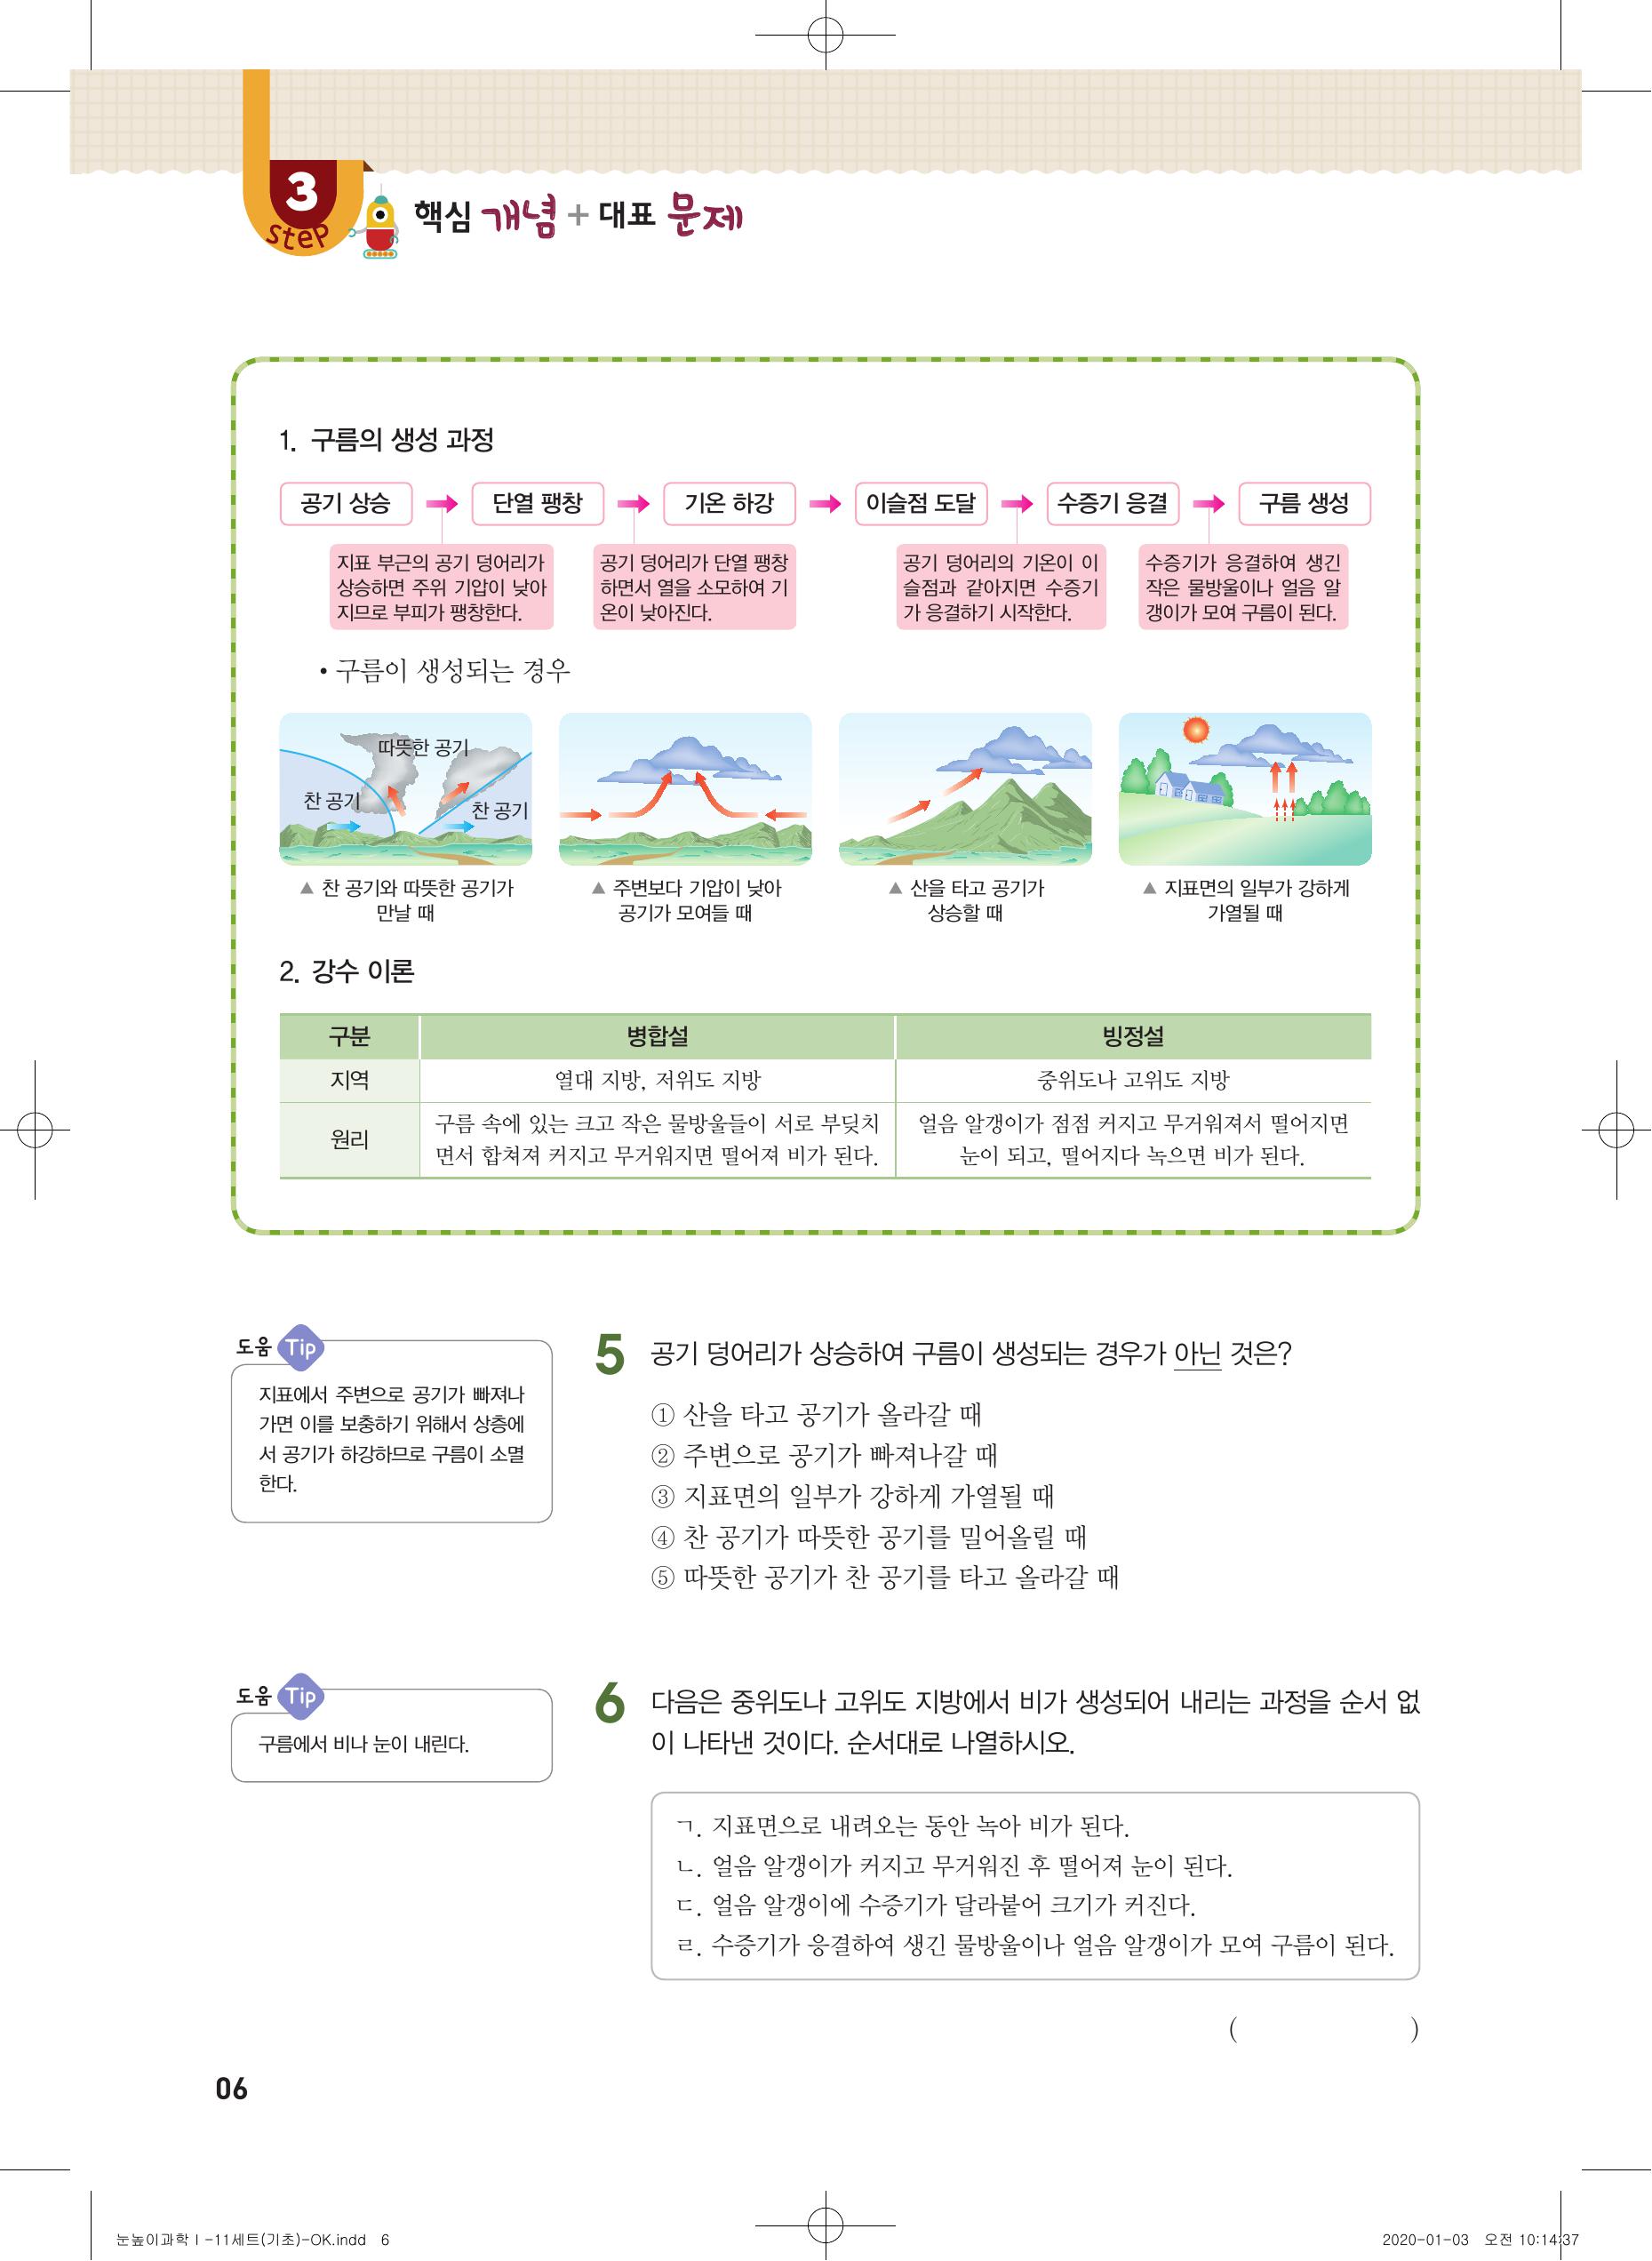 3
steP
핵심 개념 + 대표 문제
1. 구름의 생성 과정
공기 상승 단열 팽창 기온 하강 이슬점 도달 수증기 응결 구름 생성
지표 부근의 공기 덩어리가
상승하면 주위 기압이 낮아
지므로 부피가 팽창한다.
공기 덩어리가 단열 팽창
하면서 열을 소모하여 기
온이 낮아진다.
공기 덩어리의 기온이 이
슬점과 같아지면 수증기
가 응결하기 시작한다.
수증기가 응결하여 생긴
작은 물방울이나 얼음 알
갱이가 모여 구름이 된다.
• 구름이 생성되는 경우
따뜻한 공기
찬 공기
찬 공기
▲ 찬 공기와 따뜻한 공기가
만날 때
▲ 주변보다 기압이 낮아
공기가 모여들 때
▲ 산을 타고 공기가
상승할 때
▲ 지표면의 일부가 강하게
가열될 때
2. 강수 이론
구분 병합설 빙정설
지역 열대 지방, 저위도 지방 중위도나 고위도 지방
원리
구름 속에 있는 크고 작은 물방울들이 서로 부딪치
면서 합쳐져 커지고 무거워지면 떨어져 비가 된다.
얼음 알갱이가 점점 커지고 무거워져서 떨어지면
눈이 되고, 떨어지다 녹으면 비가 된다.
도움 Tip
지표에서 주변으로 공기가 빠져나
가면 이를 보충하기 위해서 상층에
서 공기가 하강하므로 구름이 소멸
한다.
5 공기 덩어리가 상승하여 구름이 생성되는 경우가 아닌 것은?
① 산을 타고 공기가 올라갈 때
② 주변으로 공기가 빠져나갈 때
③ 지표면의 일부가 강하게 가열될 때
④ 찬 공기가 따뜻한 공기를 밀어올릴 때
⑤ 따뜻한 공기가 찬 공기를 타고 올라갈 때
도움 Tip
구름에서 비나 눈이 내린다.
6 다음은 중위도나 고위도 지방에서 비가 생성되어 내리는 과정을 순서 없
이 나타낸 것이다. 순서대로 나열하시오.
ㄱ. 지표면으로 내려오는 동안 녹아 비가 된다.
ㄴ. 얼음 알갱이가 커지고 무거워진 후 떨어져 눈이 된다.
ㄷ. 얼음 알갱이에 수증기가 달라붙어 크기가 커진다.
ㄹ. 수증기가 응결하여 생긴 물방울이나 얼음 알갱이가 모여 구름이 된다.
( )
06
눈높이과학Ⅰ-11세트(기초)-OK.indd 6
2020-01-03 오전 10:14:37